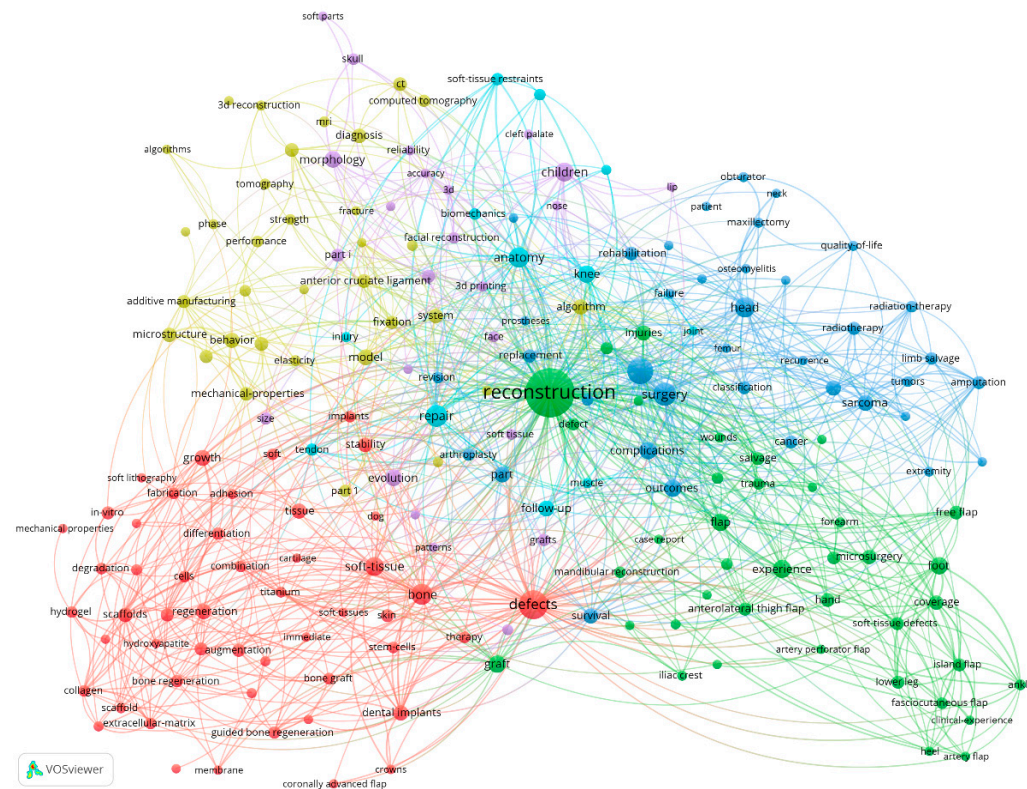 soft parts
skull
ct
soft-tissue restraints
computed tomography
3d reconstruction
mri
diagnosis
cleft palate
algorithms
reliability
morphology
accuracy
children
obturator
tomography
3d
lip
neck
fracture
nose
patient
strength
biomechanics
maxillectomy
phase
performance
facial reconstruction
quality-of-life
part i
anatomy
rehabilitation
osteomyelitis
knee
anterior cruciate ligament
3d printing
failure
additive manufacturing
algorithm
head
radiation-therapy
system
fixation
prostheses
microstructure
behavior
injury
face
injuries
joint
radiotherapy
elasticity
model
replacement
femur
recurrence
limb salvage
revision
mechanical-properties
reconstruction
surgery
classification
tumors
amputation
sarcoma
size
implants
repair
defect
soft tissue
wounds
cancer
stability
tendon
soft
growth
arthroplasty
complications
salvage
extremity
soft lithography
evolution
part
muscle
trauma
fabrication
adhesion
part 1
outcomes
in-vitro
tissue
dog
follow-up
free flap
mechanical-properties
differentiation
flap
forearm
patterns
grafts
case report
cartilage
degradation
combination
soft-tissue
mandibular reconstruction
experience
microsurgery
foot
cells
titanium
bone
hydrogel
scaffolds
regeneration
soft tissues
skin
defects
survival
anterolateral thigh flap
hand
coverage
soft-tissue defects
hydroxyapatite
immediate
therapy
augmentation
stem-cells
artery perforator flap
graft
island flap
bone regeneration
bone graft
iliac crest
lower leg
ankl
collagen
scaffold
fasciocutaneous flap
dental implants
extracellular-matrix
clinical-experience
guided bone regeneration
heel
artery flap
membrane
crowns
coronally advanced flap
VOSviewer